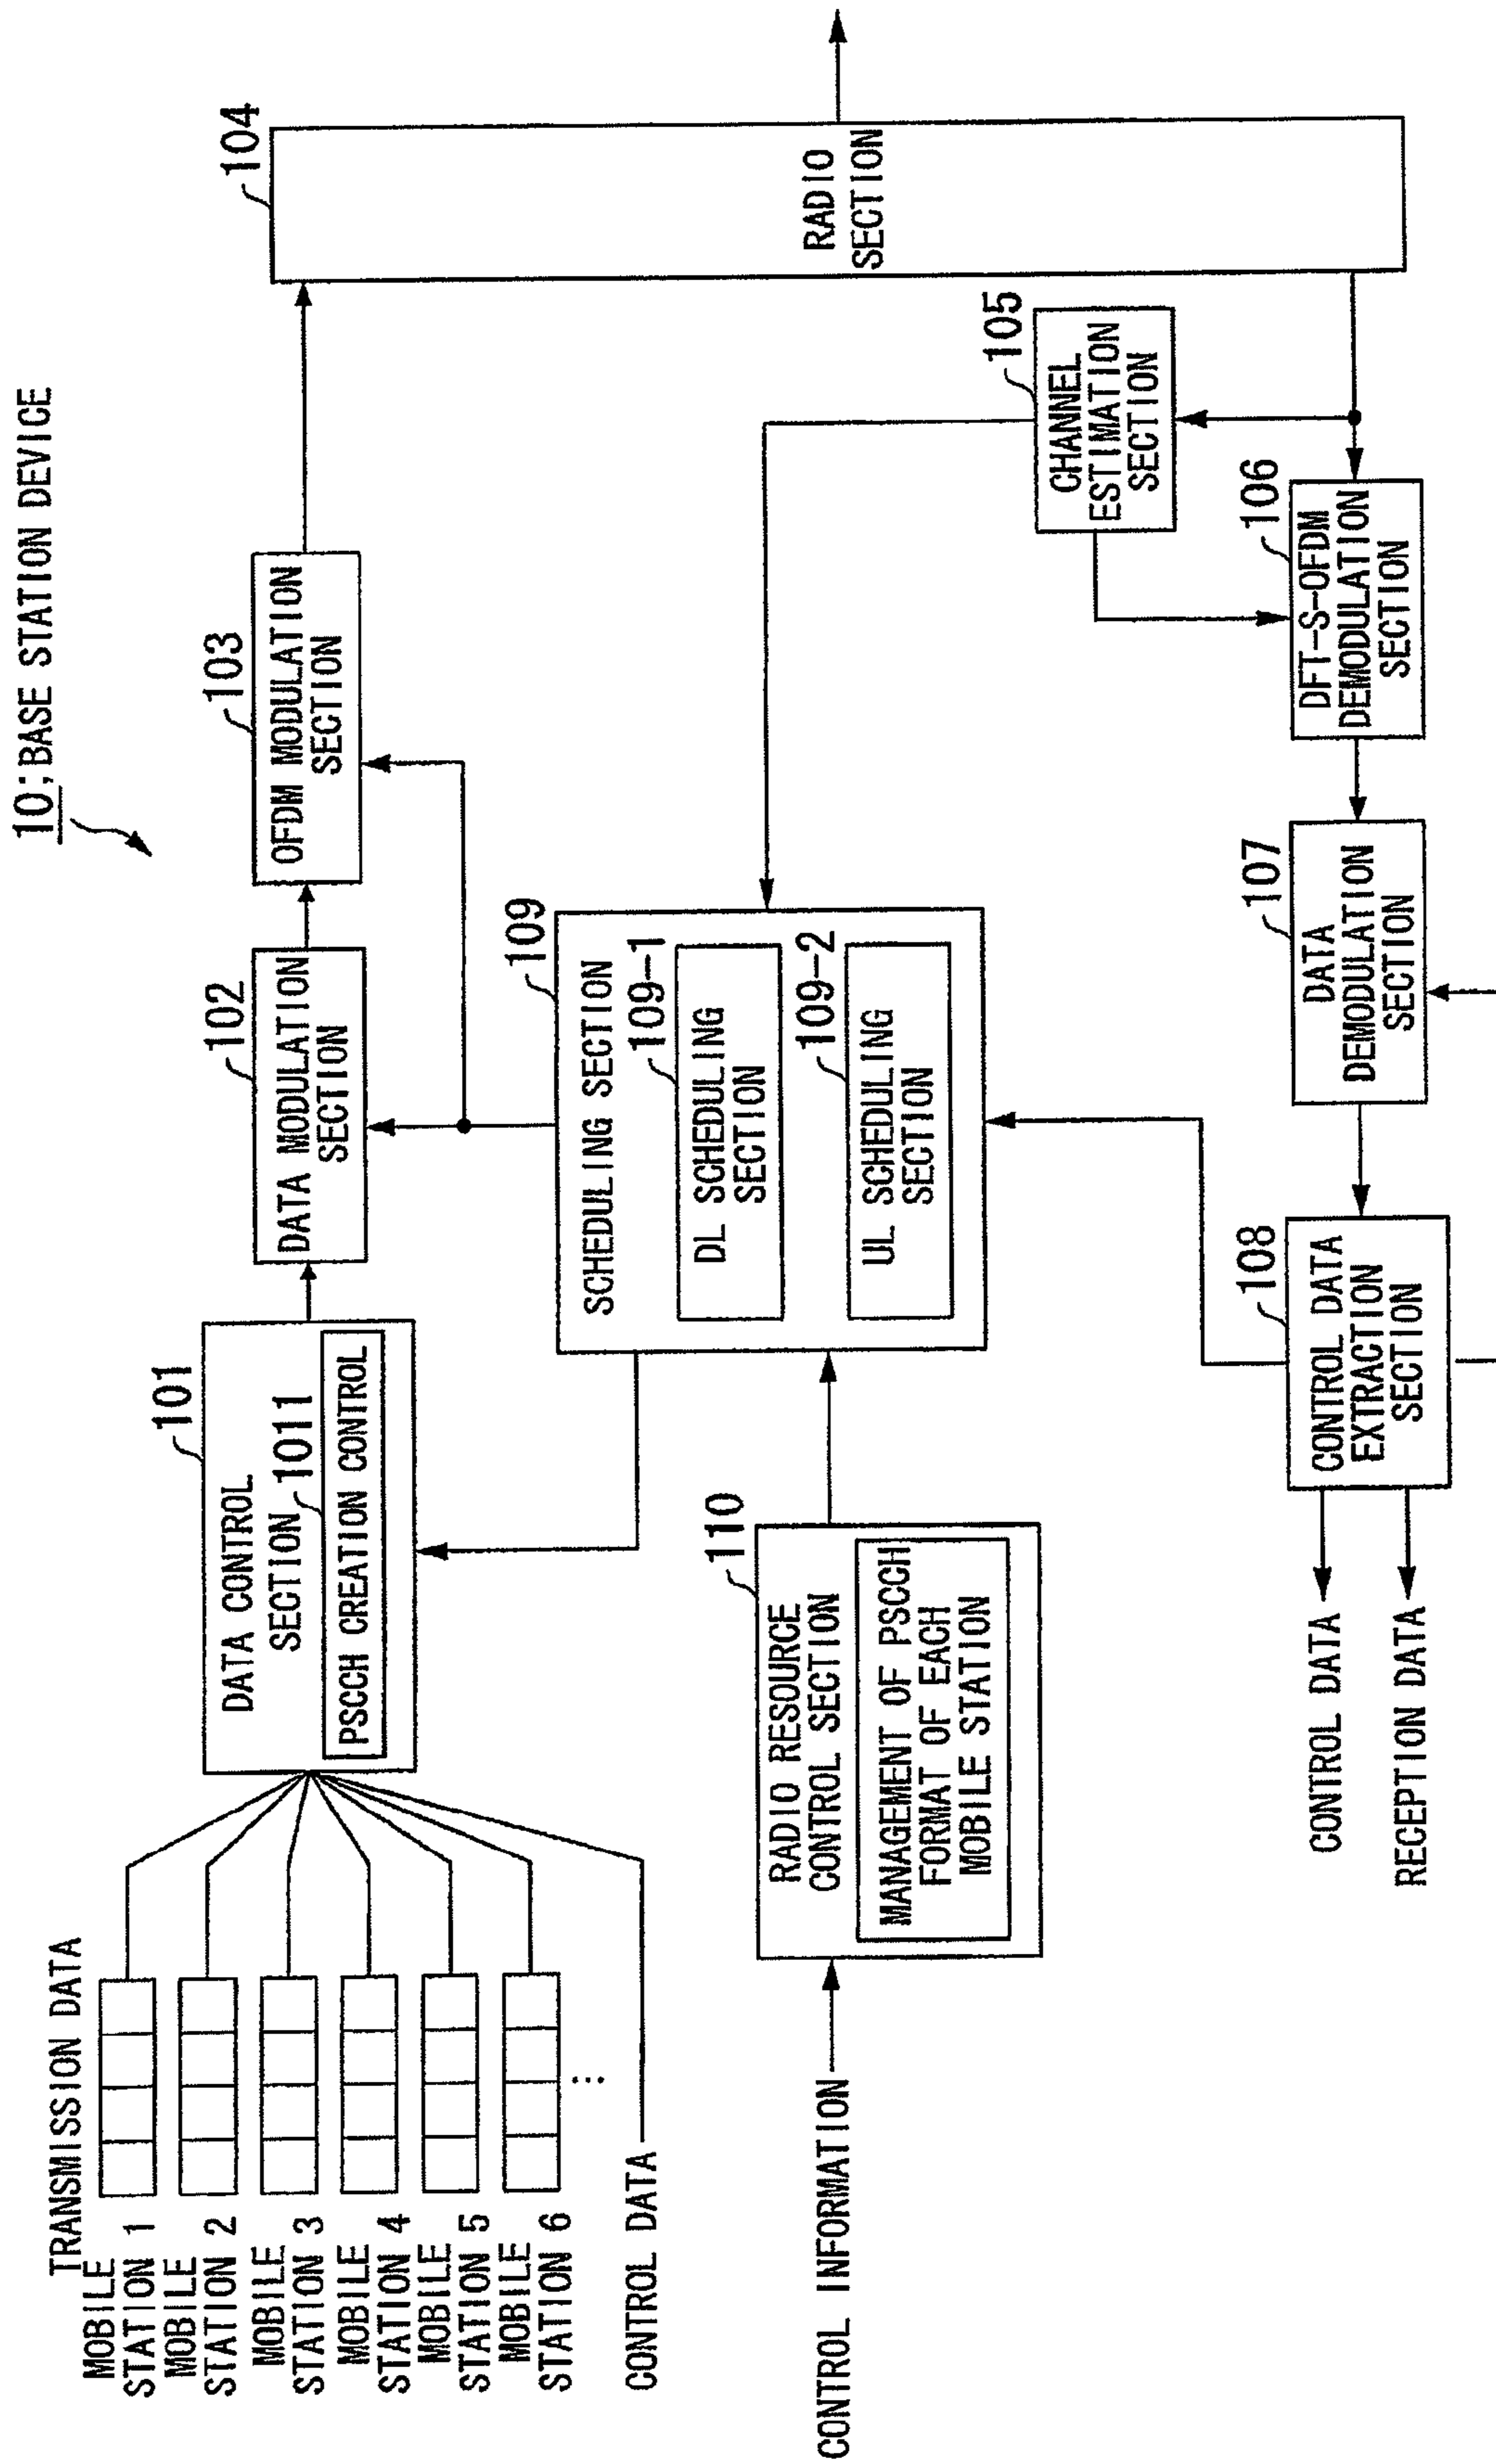 10;BASE STATION DEVICE
TRANSMISSION DATA
MOBILE
STATION 1
MOBILE
STATION 2
MOBILE
STATION 3
MOBILE
STATION 4
MOBILE
STATION 5
MOBILE
STATION 6
CONTROL DATA
101
DATA CONTROL
SECTION
1011
PSCCH CREATION CONTROL
102
DATA MODULATION
SECTION
103
OFDM MODULATION
SECTION
104
RADIO
SECTION
109
SCHEDULING SECTION
109-1
DL SCHEDULING
SECTION
109-2
UL SCHEDULING
SECTION
105
CHANNEL
ESTIMATION
SECTION
CONTROL INFORMATION
110
RADIO RESOURCE
CONTROL SECTION
MANAGEMENT OF PSCCH
FORMAT OF EACH
MOBILE STATION
106
DFT-S-OFDM
DEMODULATION
SECTION
107
DATA
DEMODULATION
SECTION
108
CONTROL DATA
EXTRACTION
SECTION
CONTROL DATA
RECEPTION DATA